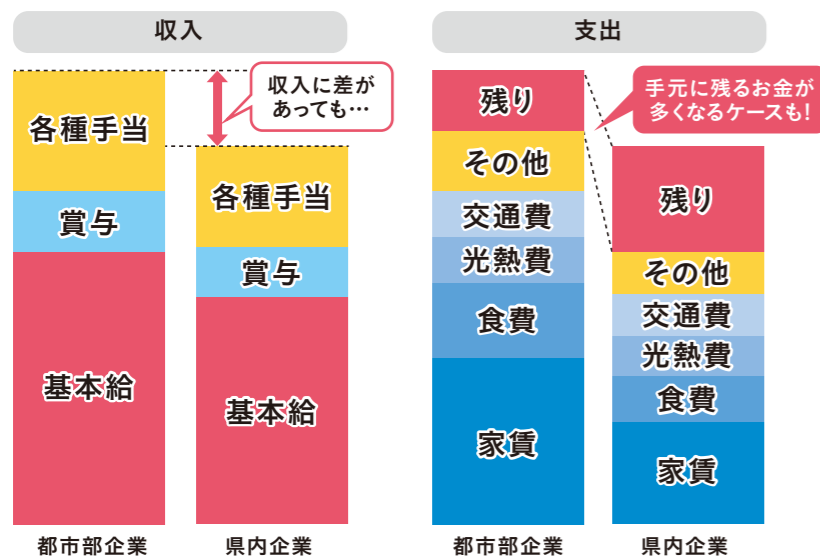 収入
各種手当
賞与
基本給
都市部企業
収入に差が
あっても…
各種手当
賞与
基本給
県内企業
支出
残り
その他
交通費
光熱費
食費
家賃
都市部企業
手元に残るお金が
多くなるケースも!
残り
その他
交通費
光熱費
食費
家賃
県内企業